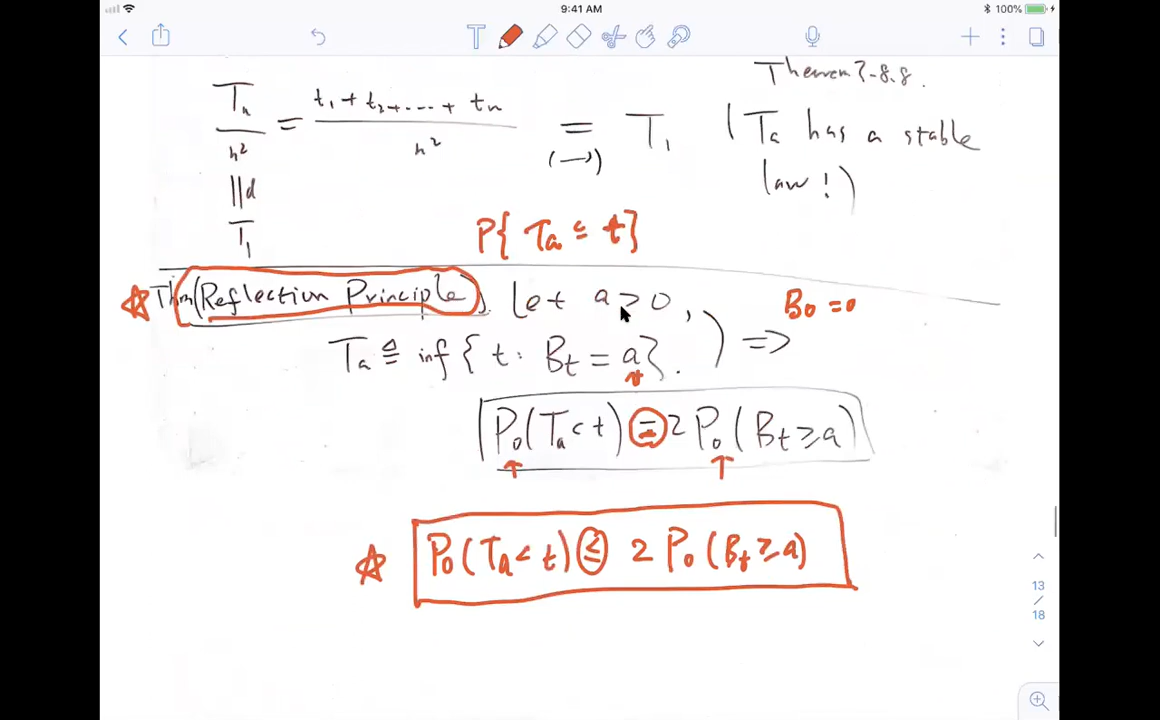 9:41 AM
100%
Theorem 7.8.8.
Tn/n² = (t1 + t2 + .... + tn)/n² = (→) T1 ( Ta has a stable law ! )
||d
T1
P{ Ta ≤ t }
☆ Thm (Reflection Principle). Let a > 0 , B0 = 0
Ta ≜ inf { t : Bt = a } . ) ⇒
P0 ( Ta < t ) = 2 P0 ( Bt ≥ a )
☆ P0 ( Ta < t ) ≤ 2 P0 ( Bt ≥ a )
13
/
18